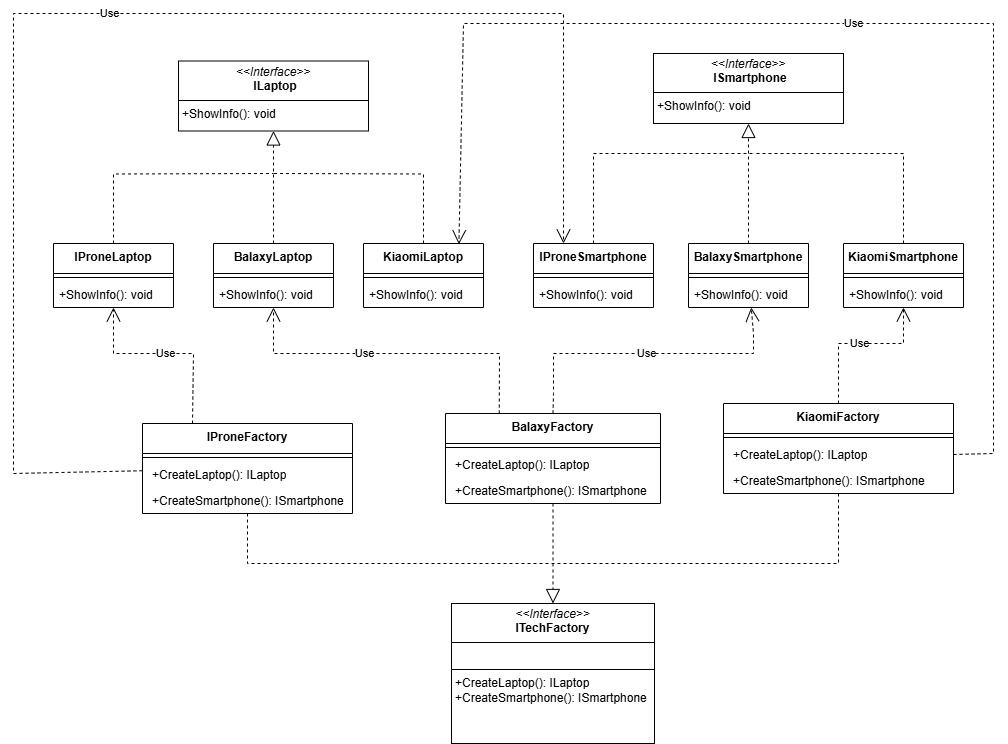 Use
Use
<<Interface>>
ILaptop
+ShowInfo(): void
<<Interface>>
ISmartphone
+ShowInfo(): void
IProneLaptop
+ShowInfo(): void
BalaxyLaptop
+ShowInfo(): void
KiaomiLaptop
+ShowInfo(): void
IProneSmartphone
+ShowInfo(): void
BalaxySmartphone
+ShowInfo(): void
KiaomiSmartphone
+ShowInfo(): void
Use
Use
Use
Use
IProneFactory
+CreateLaptop(): ILaptop
+CreateSmartphone(): ISmartphone
BalaxyFactory
+CreateLaptop(): ILaptop
+CreateSmartphone(): ISmartphone
KiaomiFactory
+CreateLaptop(): ILaptop
+CreateSmartphone(): ISmartphone
<<Interface>>
ITechFactory
+CreateLaptop(): ILaptop
+CreateSmartphone(): ISmartphone